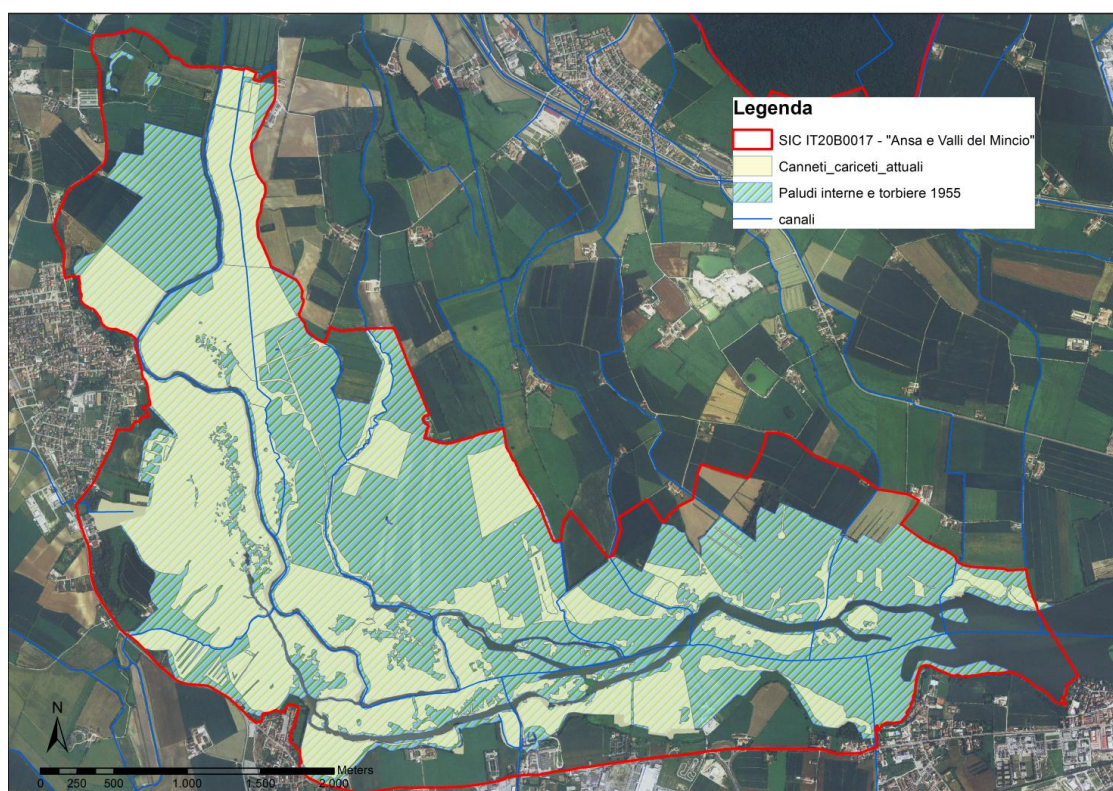 Legenda
SIC IT20B0017 - "Ansa e Valli del Mincio"
Canneti_cariceti_attuali
Paludi interne e torbiere 1955
canali
N
Meters
0 250 500 1.000 1.500 2.000